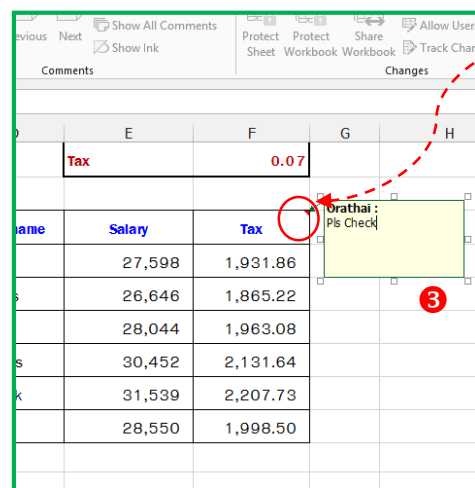 Show All Comments
evious Next
Show Ink
Comments
Protect Protect Share
Sheet Workbook Workbook
Allow User
Track Chan
Changes
E F G H
Tax 0.07
ame Salary Tax
27,598 1,931.86
s 26,646 1,865.22
28,044 1,963.08
s 30,452 2,131.64
k 31,539 2,207.73
28,550 1,998.50
Orathai :
Pls Check
3